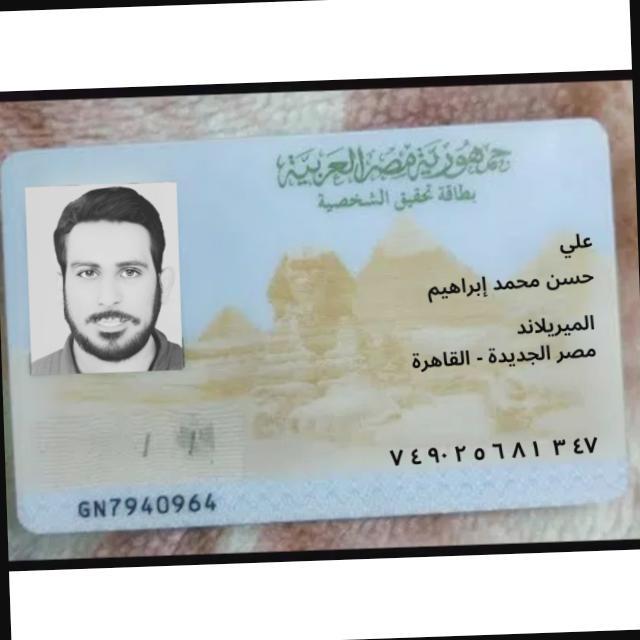 جمهورية مصر العربية
بطاقة تحقيق الشخصية
علي
حسن محمد إبراهيم
الميريلاند
مصر الجديدة - القاهرة
٧٤٩٠٢٥٦٨١٣٤٧
GN7940964